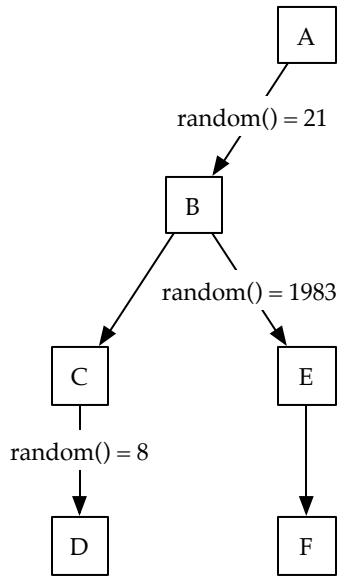 A
random() = 21
B
random() = 1983
C
E
random() = 8
D
F